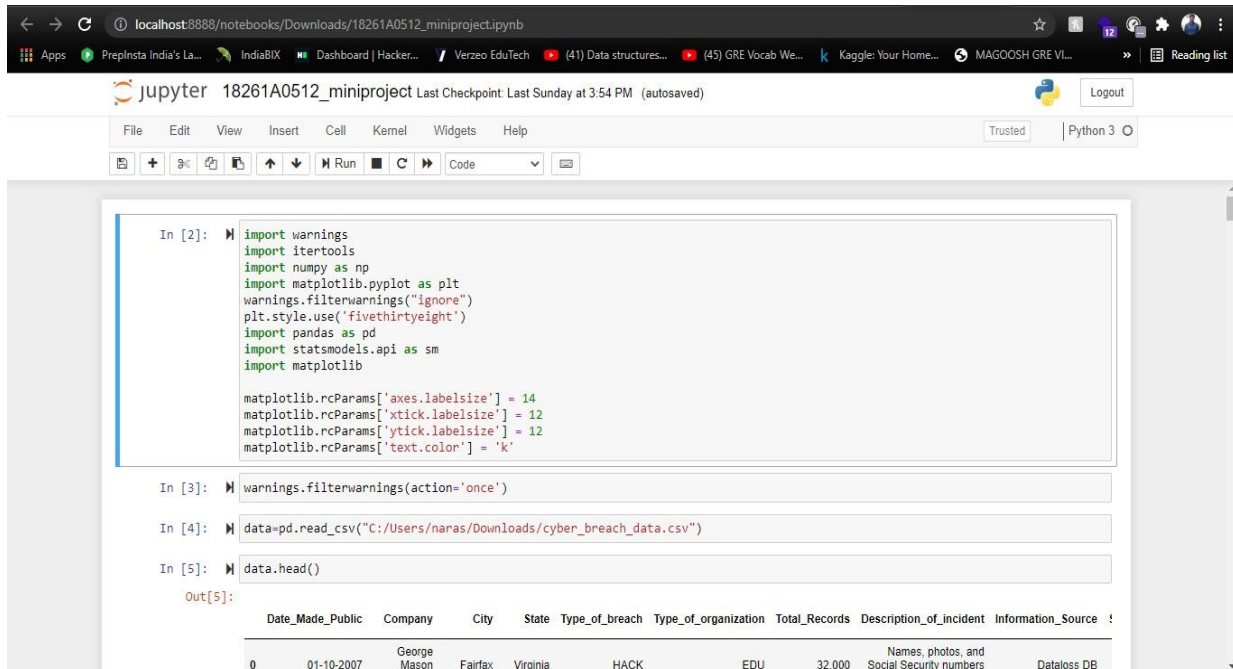 localhost:8888/notebooks/Downloads/18261A0512_miniproject.ipynb
12
Apps PrepInsta India's La... IndiaBIX Dashboard | Hacker... Verzeo EduTech (41) Data structures... (45) GRE Vocab We... Kaggle: Your Home... MAGOOSH GRE VI... » Reading list
jupyter 18261A0512_miniproject Last Checkpoint: Last Sunday at 3:54 PM (autosaved) Logout
File Edit View Insert Cell Kernel Widgets Help Trusted Python 3
Run Code
In [2]: import warnings
import itertools
import numpy as np
import matplotlib.pyplot as plt
warnings.filterwarnings("ignore")
plt.style.use('fivethirtyeight')
import pandas as pd
import statsmodels.api as sm
import matplotlib
matplotlib.rcParams['axes.labelsize'] = 14
matplotlib.rcParams['xtick.labelsize'] = 12
matplotlib.rcParams['ytick.labelsize'] = 12
matplotlib.rcParams['text.color'] = 'k'
In [3]: warnings.filterwarnings(action='once')
In [4]: data=pd.read_csv("C:/Users/naras/Downloads/cyber_breach_data.csv")
In [5]: data.head()
Out[5]:
Date_Made_Public Company City State Type_of_breach Type_of_organization Total_Records Description_of_incident Information_Source
George Names, photos, and
0 01-10-2007 Mason Fairfax Virginia HACK EDU 32.000 Social Security numbers Dataloss DB